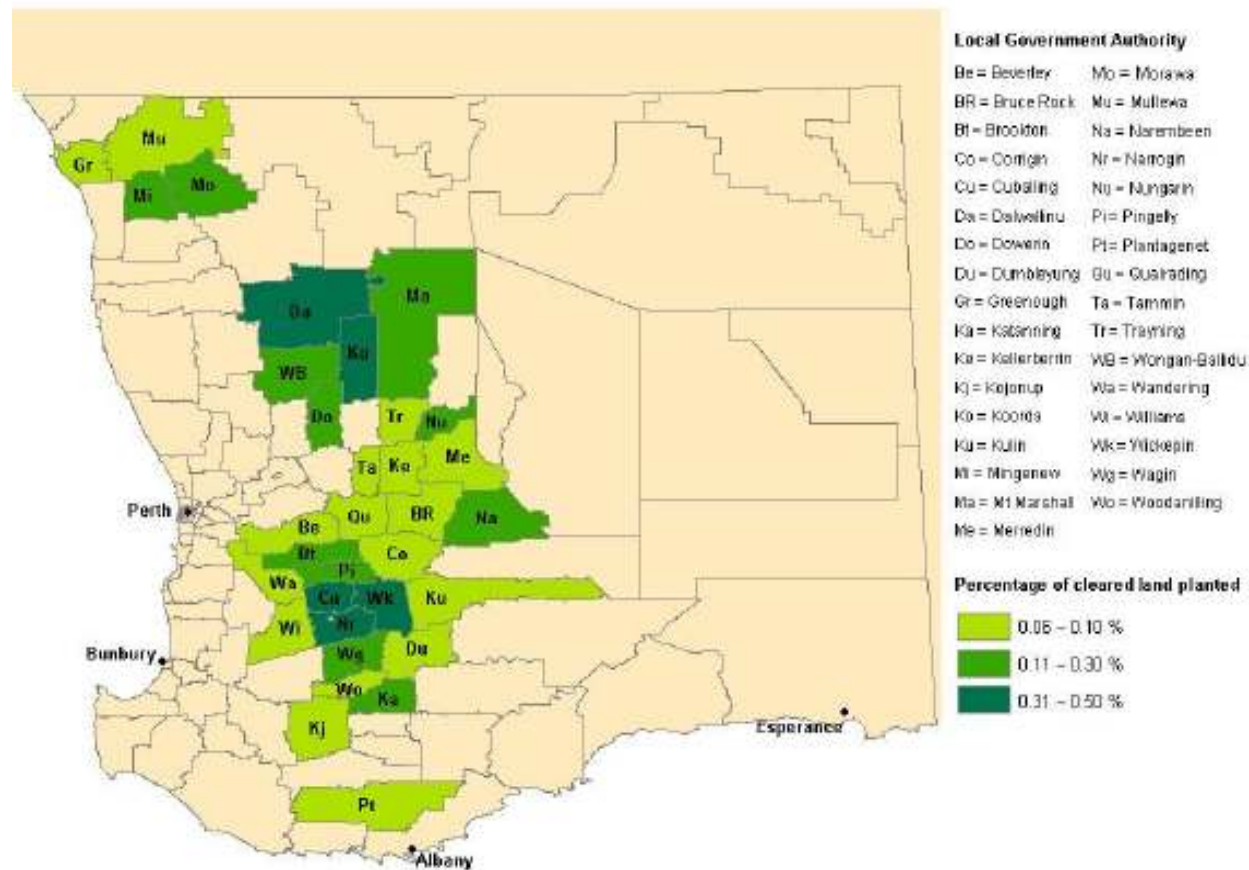 Mu
Gr
Mi
Mo
Da
Ma
Ko
WB
Do
Tr
Nu
Me
Ta
Ke
Perth
Qu
BR
Na
Be
Bt
Co
Pi
Wa
Cu
Wk
Ku
Nr
Wi
Bunbury
Wg
Du
Wo
Ka
Kj
Esperance
Pt
Albany
Local Government Authority
Be = Beverley Mo = Morawa
BR = Bruce Rock Mu = Mullewa
Bt = Brookton Na = Narembeen
Co = Corrigin Nr = Narrogin
Cu = Cuballing Nu = Nungarin
Da = Dalwallinu Pi = Pingelly
Do = Dowerin Pt = Plantagenet
Du = Dumbleyung Qu = Quairading
Gr = Greenough Ta = Tammin
Ka = Katanning Tr = Trayning
Ke = Kellerberrin WB = Wongan-Ballidu
Kj = Kojonup Wa = Wandering
Ko = Koorda Wi = Williams
Ku = Kulin Wk = Wickepin
Mi = Mingenew Wg = Wagin
Ma = Mt Marshall Wo = Woodanilling
Me = Merredin
Percentage of cleared land planted
0.06 – 0.10 %
0.11 – 0.30 %
0.31 – 0.50 %